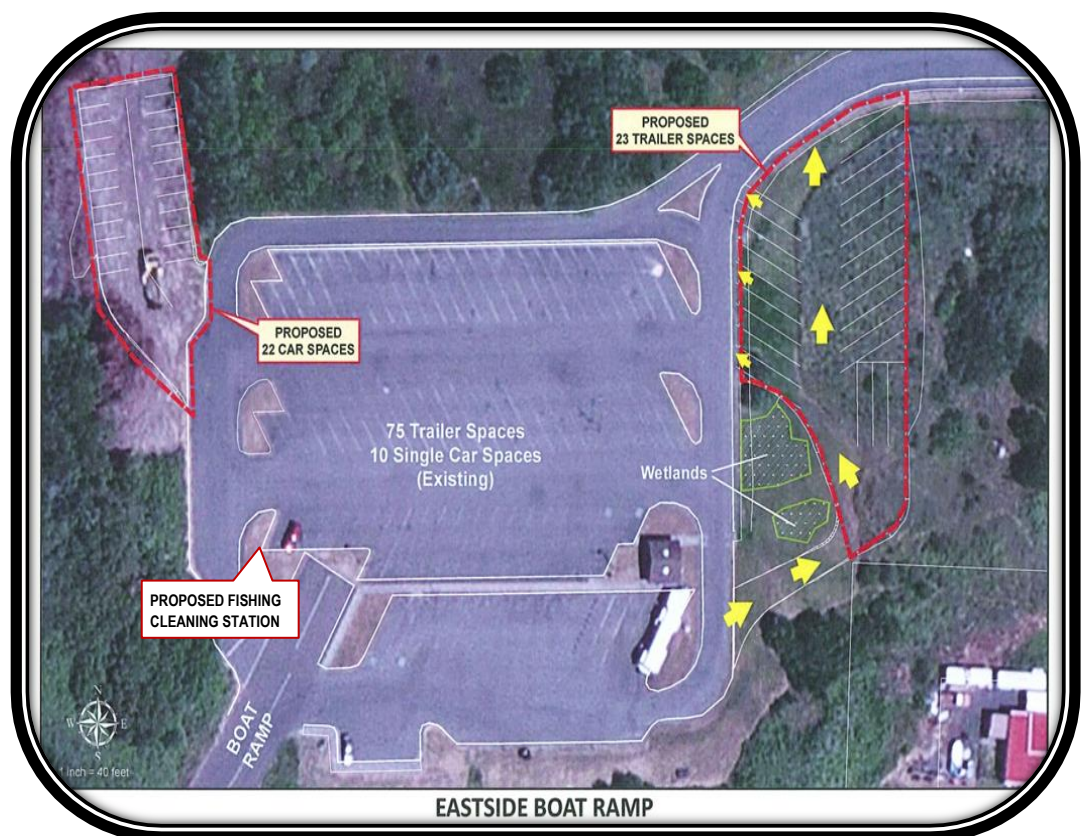 PROPOSED
23 TRAILER SPACES
PROPOSED
22 CAR SPACES
75 Trailer Spaces
10 Single Car Spaces
(Existing)
Wetlands
PROPOSED FISHING
CLEANING STATION
BOAT
RAMP
N
W
E
S
1 inch = 40 feet
EASTSIDE BOAT RAMP